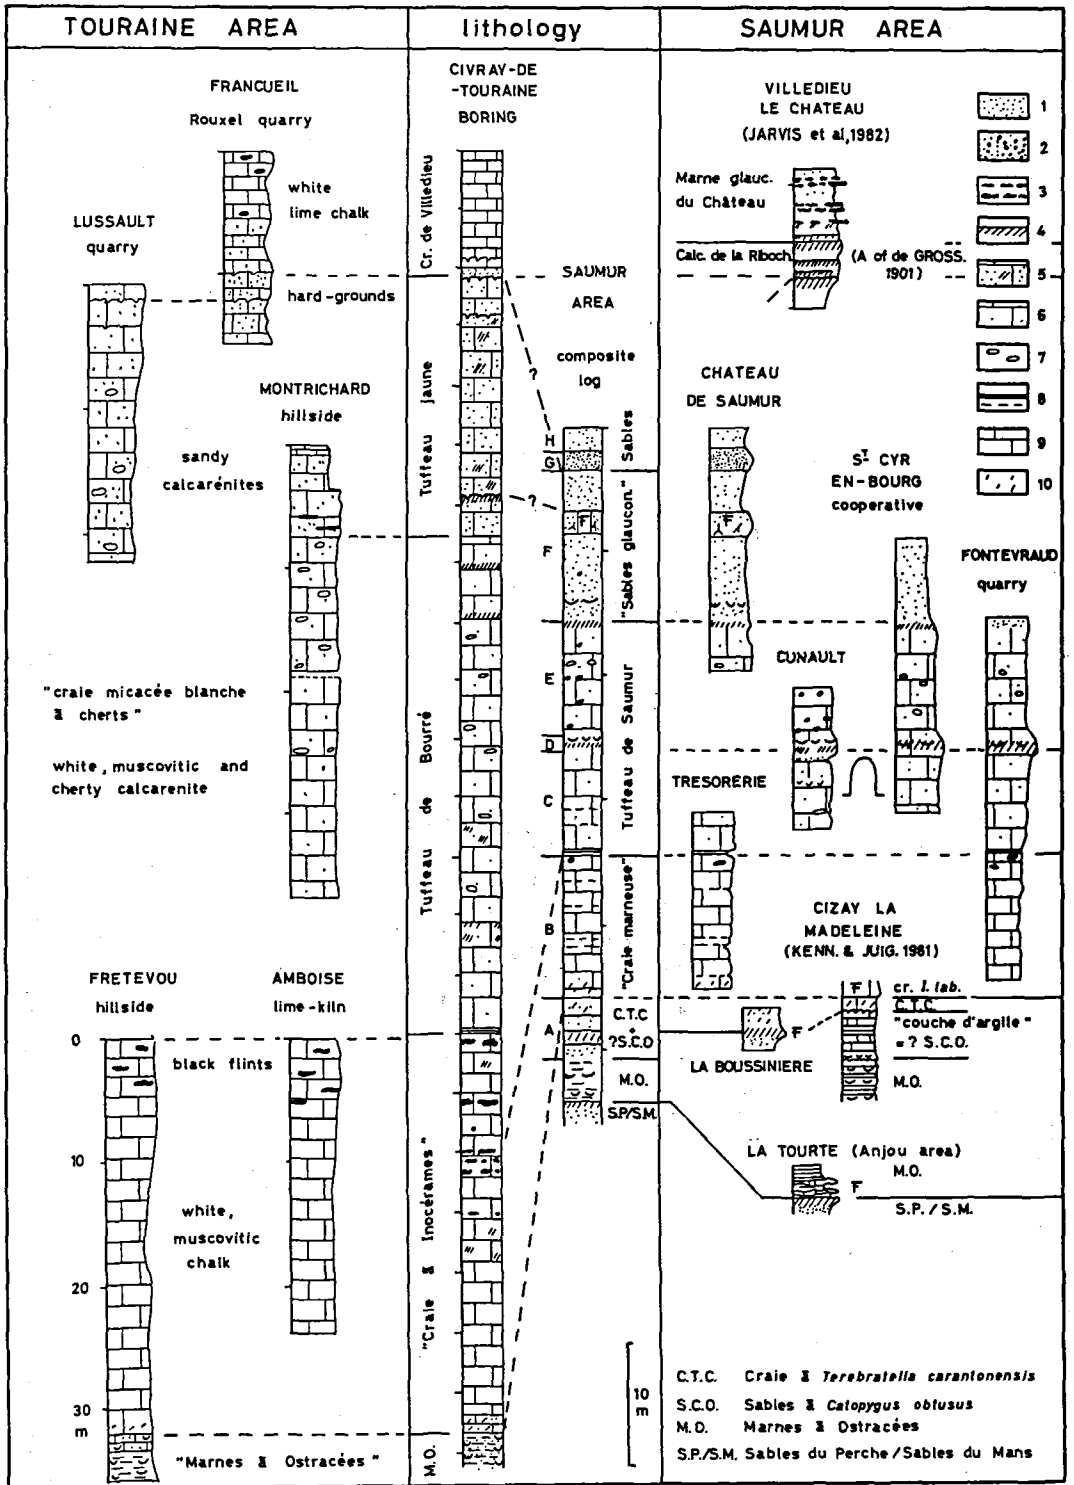 TOURAINE AREA
lithology
SAUMUR AREA
FRANCUEIL
Rouxel quarry
white
lime chalk
LUSSAULT
quarry
hard-grounds
MONTRICHARD
hillside
sandy
calcarénites
"craie micacée blanche
à cherts"
white, muscovitic and
cherty calcarenite
FRETEVOU
hillside
AMBOISE
lime-kiln
0
black flints
10
white,
muscovitic
chalk
20
30
m
"Marnes à Ostracées"
CIVRAY-DE
-TOURAINE
BORING
Cr. de Villedieu
Tuffeau jaune
Tuffeau de Bourré
"Craie à Inocérames"
M.O.
SAUMUR
AREA
composite
log
?
?
H
G
F
E
D
C
B
A
F
Sables
"Sables glaucon."
Tuffeau de Saumur
"Craie marneuse"
C.T.C
+
?S.C.O
M.O.
S.P./S.M.
10
m
VILLEDIEU
LE CHATEAU
(JARVIS et al, 1982)
Marne glauc.
du Château
Calc. de la Riboch.
(A of de GROSS.
1901)
1
2
3
4
5
6
7
8
9
10
CHATEAU
DE SAUMUR
F
ST CYR
EN-BOURG
cooperative
FONTEVRAUD
quarry
CUNAULT
TRESORERIE
CIZAY LA
MADELEINE
(KENN. & JUIG. 1981)
F
cr. I. lab.
C.T.C.
"couche d'argile"
= ? S.C.O.
M.O.
F
LA BOUSSINIERE
LA TOURTE (Anjou area)
M.O.
F
S.P. / S.M.
C.T.C. Craie à Terebratella carantonensis
S.C.O. Sables à Catopygus obtusus
M.O. Marnes à Ostracées
S.P./S.M. Sables du Perche / Sables du Mans